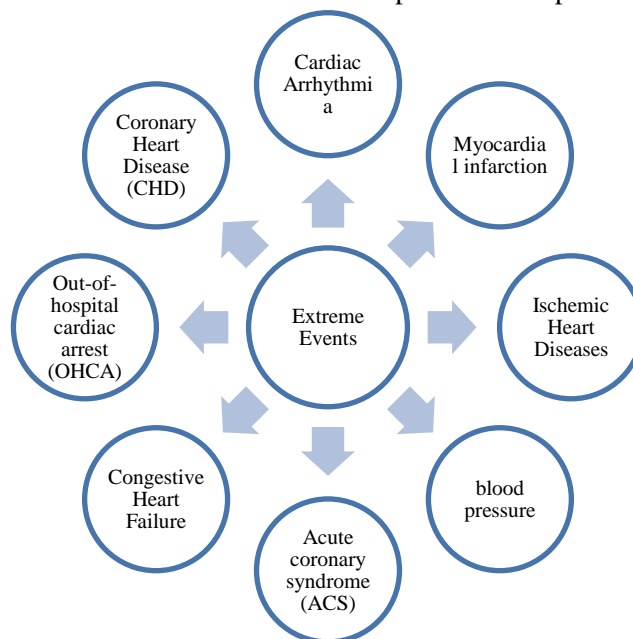 Cardiac
Arrhythmi
a
Myocardia
l infarction
Ischemic
Heart
Diseases
blood
pressure
Acute
coronary
syndrome
(ACS)
Congestive
Heart
Failure
Out-of-
hospital
cardiac
arrest
(OHCA)
Coronary
Heart
Disease
(CHD)
Extreme
Events